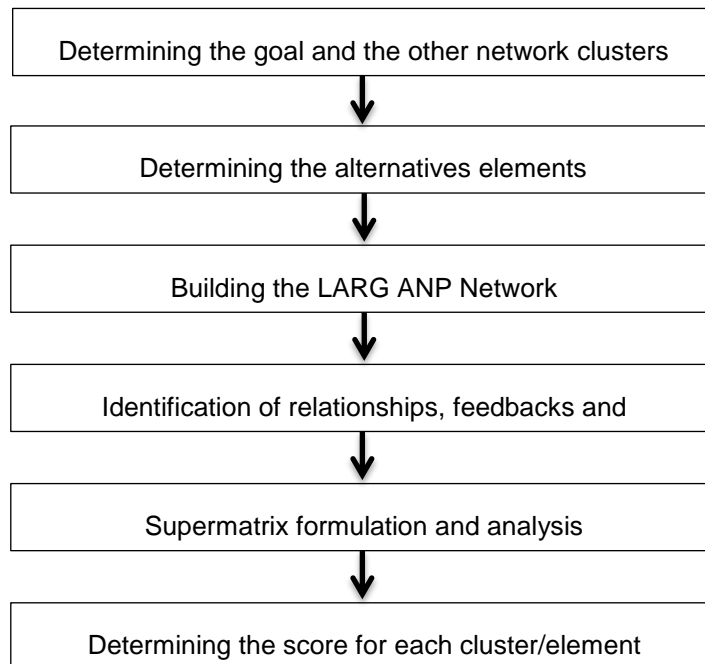 Determining the goal and the other network clusters
Determining the alternatives elements
Building the LARG ANP Network
Identification of relationships, feedbacks and
Supermatrix formulation and analysis
Determining the score for each cluster/element